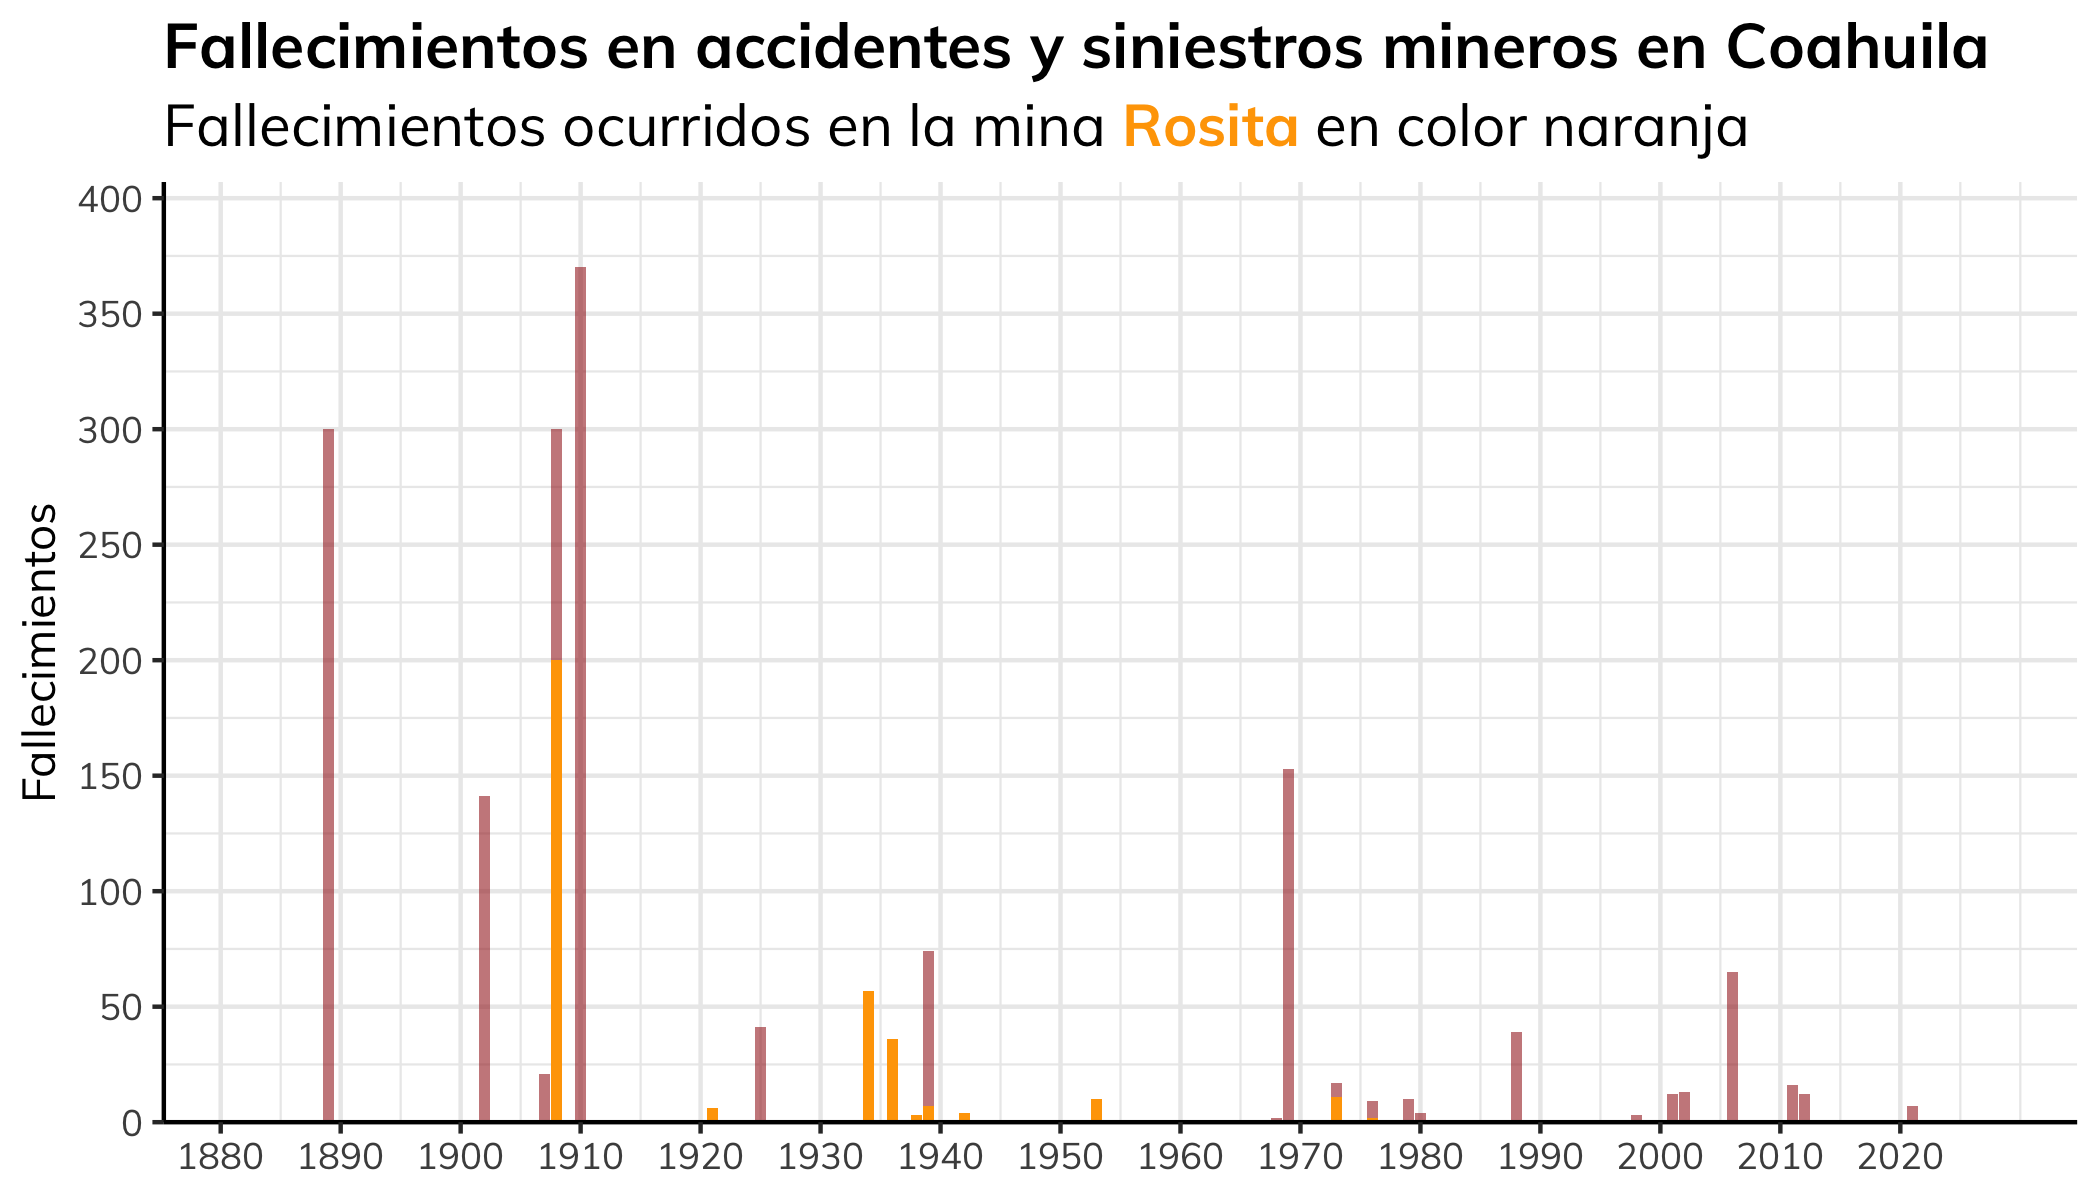 Fallecimientos en accidentes y siniestros mineros en Coahuila
Fallecimientos ocurridos en la mina Rosita en color naranja
Fallecimientos
400
350
300
250
200
150
100
50
0
1880 1890 1900 1910 1920 1930 1940 1950 1960 1970 1980 1990 2000 2010 2020